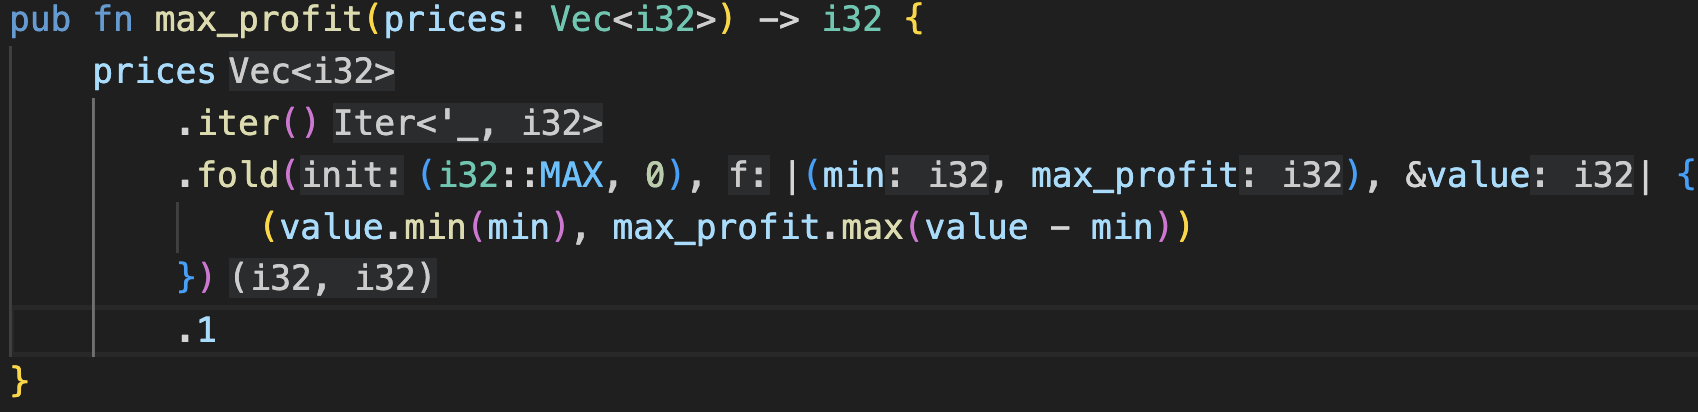 pub fn max_profit(prices: Vec<i32>) -> i32 {
    prices Vec<i32>
        .iter() Iter<'_, i32>
        .fold(init: (i32::MAX, 0), f: |(min: i32, max_profit: i32), &value: i32| {
            (value.min(min), max_profit.max(value - min))
        }) (i32, i32)
        .1
}